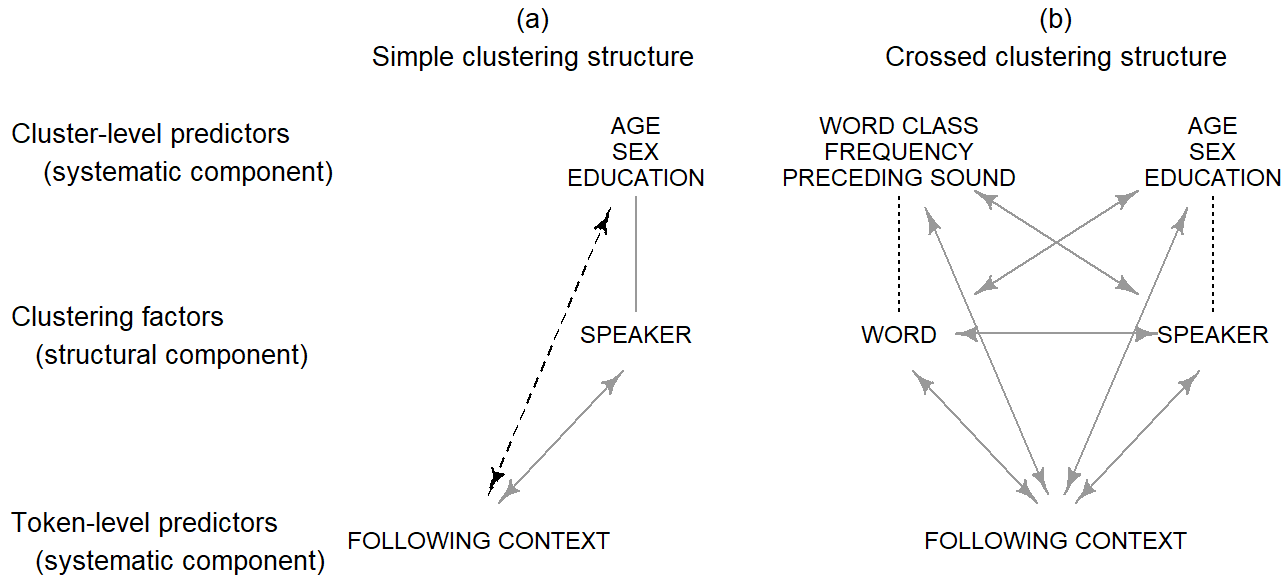 (a)
Simple clustering structure
(b)
Crossed clustering structure
Cluster-level predictors
(systematic component)
AGE
SEX
EDUCATION
WORD CLASS
FREQUENCY
PRECEDING SOUND
AGE
SEX
EDUCATION
Clustering factors
(structural component)
SPEAKER
WORD
SPEAKER
Token-level predictors
(systematic component)
FOLLOWING CONTEXT
FOLLOWING CONTEXT